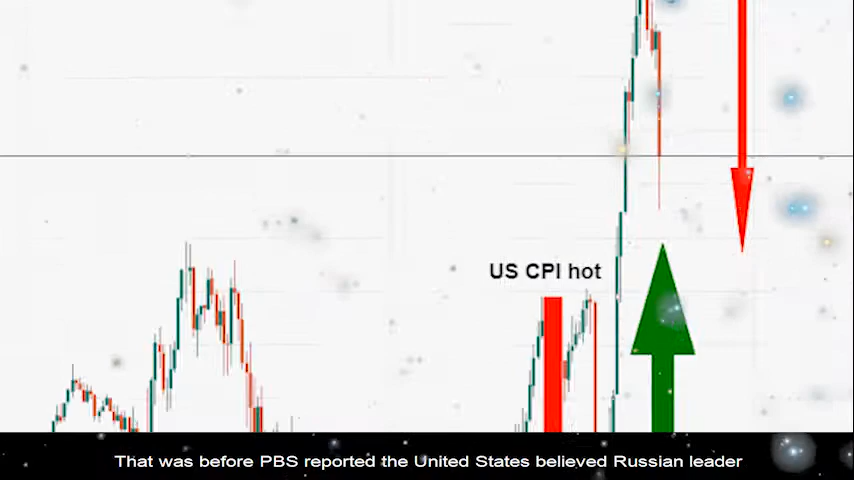 US CPI hot
That was before PBS reported the United States believed Russian leader